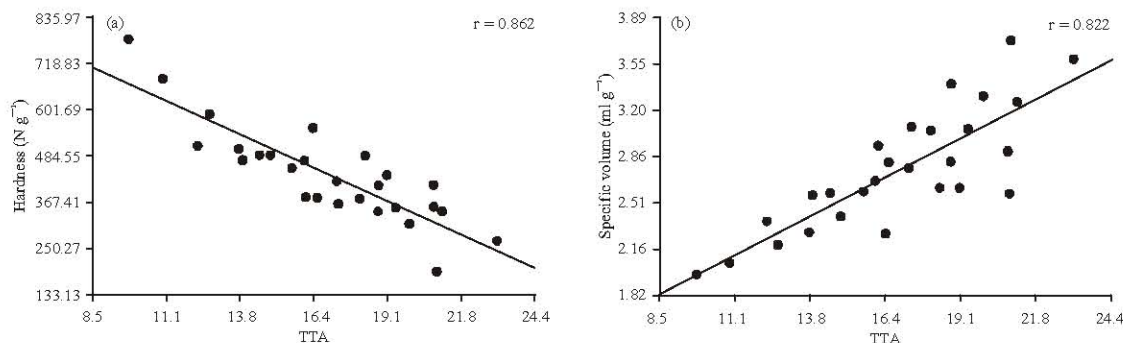 (a)
r = 0.862
Hardness (N g⁻¹)
835.97
718.83
601.69
484.55
367.41
250.27
133.13
8.5 11.1 13.8 16.4 19.1 21.8 24.4
TTA
(b)
r = 0.822
Specific volume (ml g⁻¹)
3.89
3.55
3.20
2.86
2.51
2.16
1.82
8.5 11.1 13.8 16.4 19.1 21.8 24.4
TTA